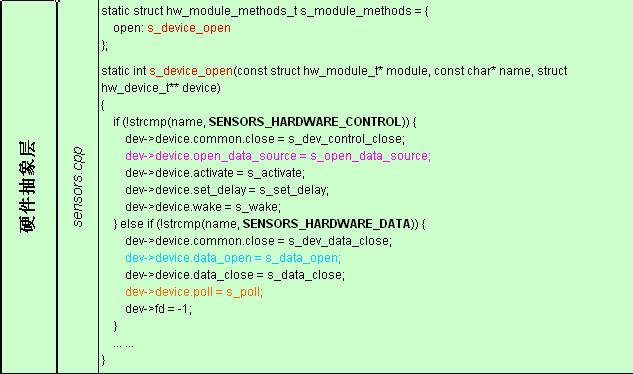 硬件抽象层
sensors.cpp
static struct hw_module_methods_t s_module_methods = {
open: s_device_open
};
static int s_device_open(const struct hw_module_t* module, const char* name, struct
hw_device_t** device)
{
if (!strcmp(name, SENSORS_HARDWARE_CONTROL)) {
dev->device.common.close = s_dev_control_close;
dev->device.open_data_source = s_open_data_source;
dev->device.activate = s_activate;
dev->device.set_delay = s_set_delay;
dev->device.wake = s_wake;
} else if (!strcmp(name, SENSORS_HARDWARE_DATA)) {
dev->device.common.close = s_dev_data_close;
dev->device.data_open = s_data_open;
dev->device.data_close = s_data_close;
dev->device.poll = s_poll;
dev->fd = -1;
}
... ...
}